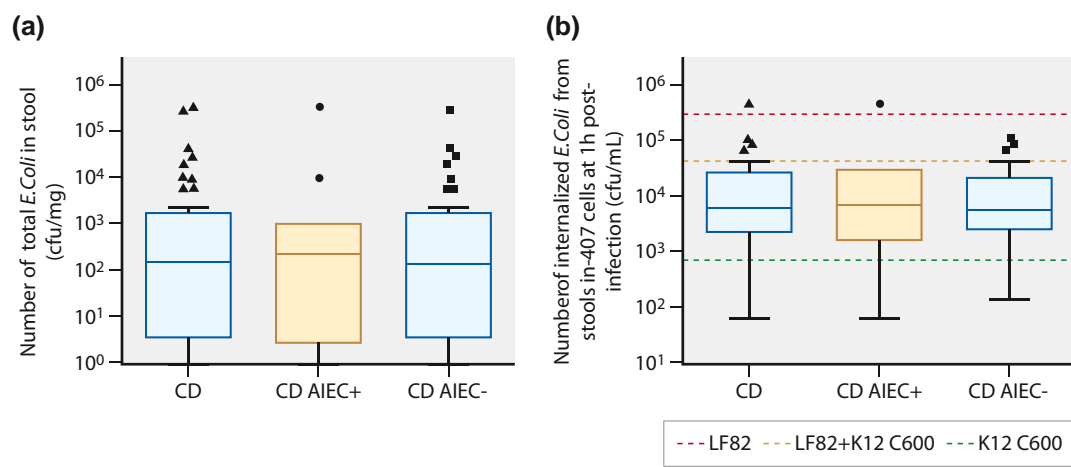 (a)
Number of total E.Coli in stool
(cfu/mg)
10⁶
10⁵
10⁴
10³
10²
10¹
10⁰
CD
CD AIEC+
CD AIEC-
(b)
Numberof internalized E.Coli from
stools in-407 cells at 1h post-
infection (cfu/mL)
10⁶
10⁵
10⁴
10³
10²
10¹
CD
CD AIEC+
CD AIEC-
LF82
LF82+K12 C600
K12 C600